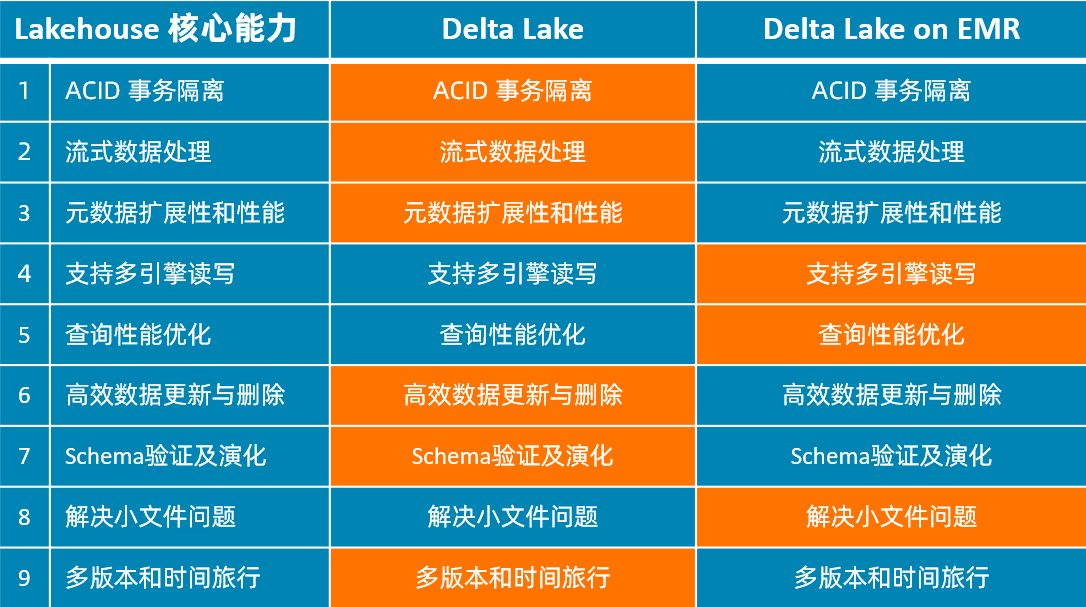 Lakehouse 核心能力 Delta Lake Delta Lake on EMR
1 ACID 事务隔离 ACID 事务隔离 ACID 事务隔离
2 流式数据处理 流式数据处理 流式数据处理
3 元数据扩展性和性能 元数据扩展性和性能 元数据扩展性和性能
4 支持多引擎读写 支持多引擎读写 支持多引擎读写
5 查询性能优化 查询性能优化 查询性能优化
6 高效数据更新与删除 高效数据更新与删除 高效数据更新与删除
7 Schema验证及演化 Schema验证及演化 Schema验证及演化
8 解决小文件问题 解决小文件问题 解决小文件问题
9 多版本和时间旅行 多版本和时间旅行 多版本和时间旅行